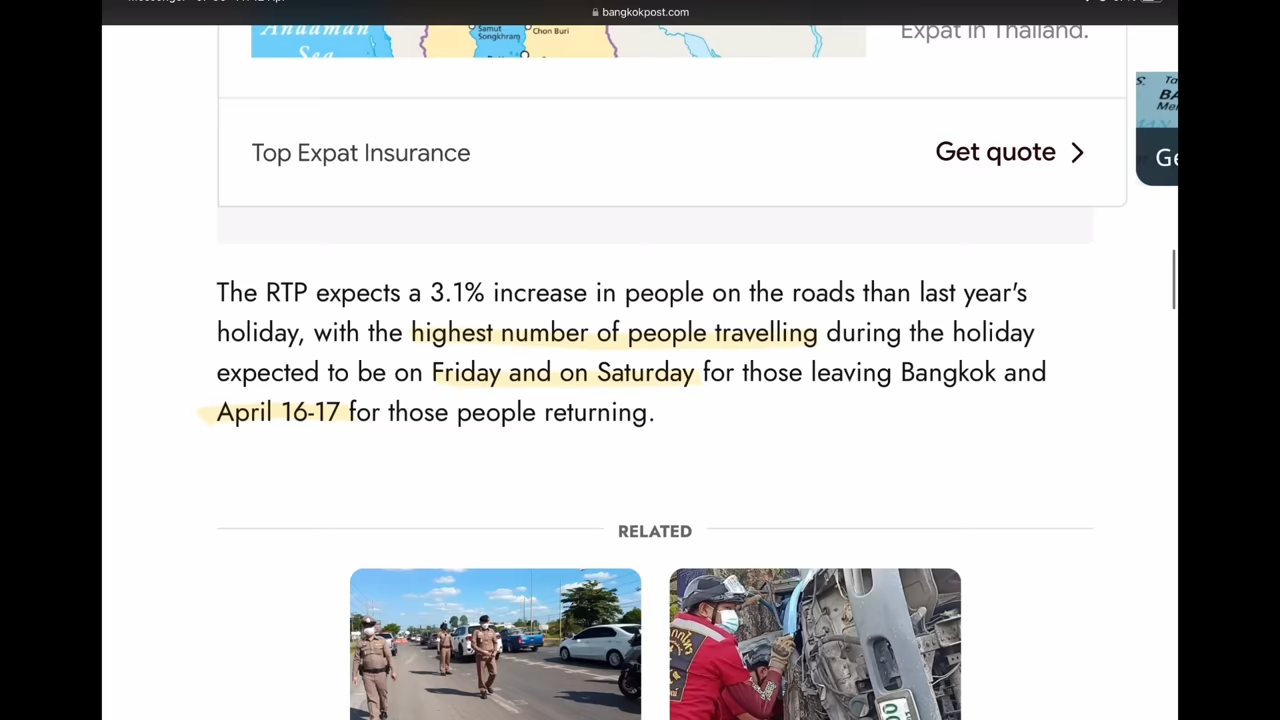 bangkokpost.com
Andaman
Sea
Samut
Songkhram
Chon Buri
Expat in Thailand.
Top Expat Insurance
Get quote
The RTP expects a 3.1% increase in people on the roads than last year's
holiday, with the highest number of people travelling during the holiday
expected to be on Friday and on Saturday for those leaving Bangkok and
April 16-17 for those people returning.
RELATED